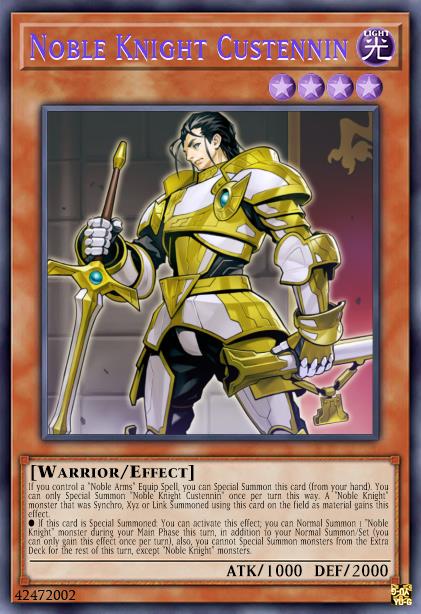 Noble Knight Custennin
LIGHT
光
[Warrior/Effect]
If you control a "Noble Arms" Equip Spell, you can Special Summon this card (from your hand). You
can only Special Summon "Noble Knight Custennin" once per turn this way. A "Noble Knight"
monster that was Synchro, Xyz or Link Summoned using this card on the field as material gains this
effect.
● If this card is Special Summoned: You can activate this effect; you can Normal Summon 1 "Noble
Knight" monster during your Main Phase this turn, in addition to your Normal Summon/Set (you
can only gain this effect once per turn), also, you cannot Special Summon monsters from the Extra
Deck for the rest of this turn, except "Noble Knight" monsters.
ATK/1000 DEF/2000
42472002